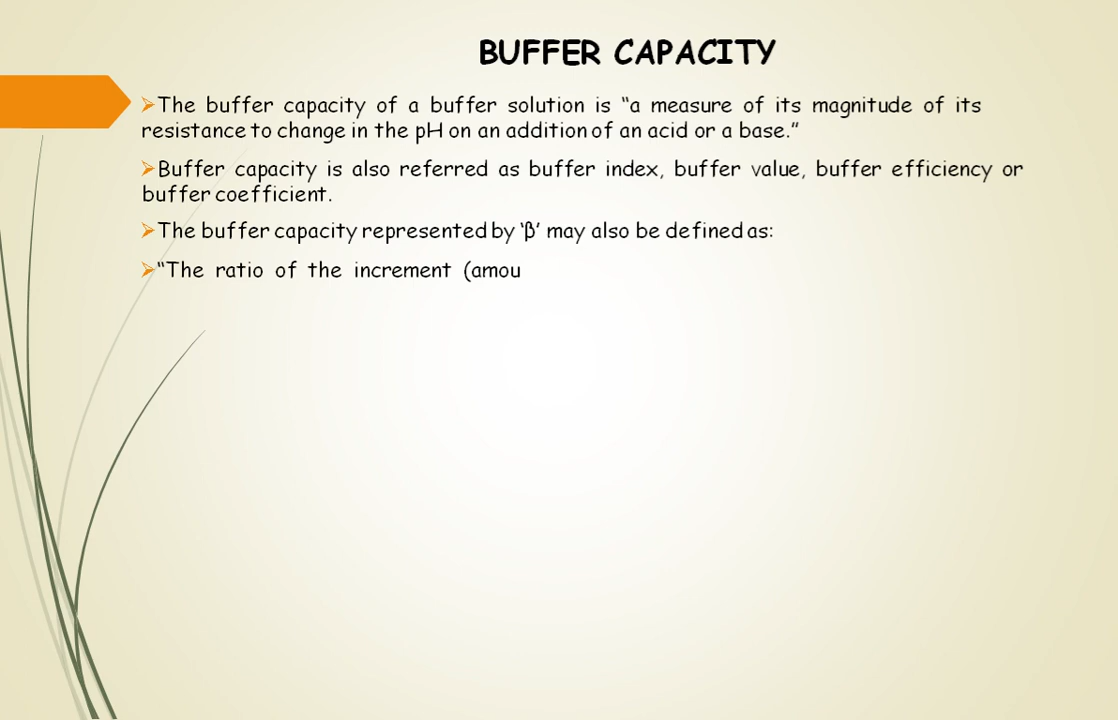 BUFFER CAPACITY
➢The buffer capacity of a buffer solution is “a measure of its magnitude of its
resistance to change in the pH on an addition of an acid or a base.”
➢Buffer capacity is also referred as buffer index, buffer value, buffer efficiency or
buffer coefficient.
➢The buffer capacity represented by ‘β’ may also be defined as:
➢“The ratio of the increment (amou